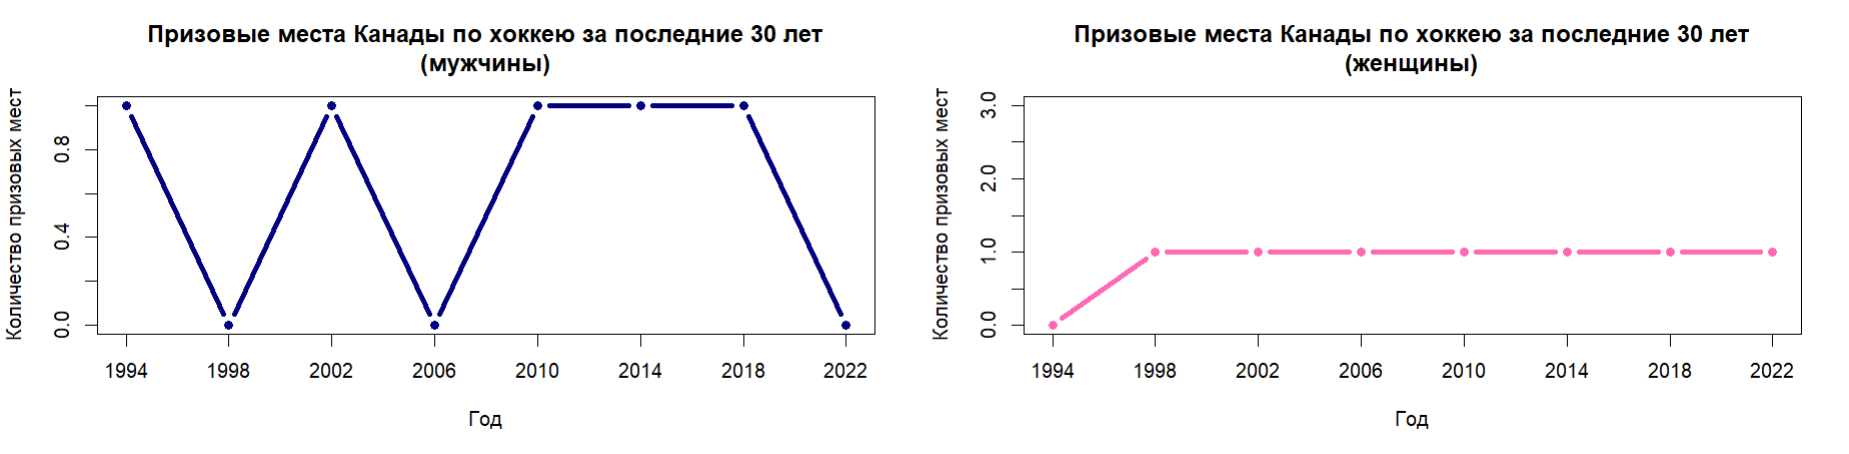 Призовые места Канады по хоккею за последние 30 лет
(мужчины)
Количество призовых мест
0.8
0.4
0.0
1994 1998 2002 2006 2010 2014 2018 2022
Год
Призовые места Канады по хоккею за последние 30 лет
(женщины)
Количество призовых мест
3.0
2.0
1.0
0.0
1994 1998 2002 2006 2010 2014 2018 2022
Год